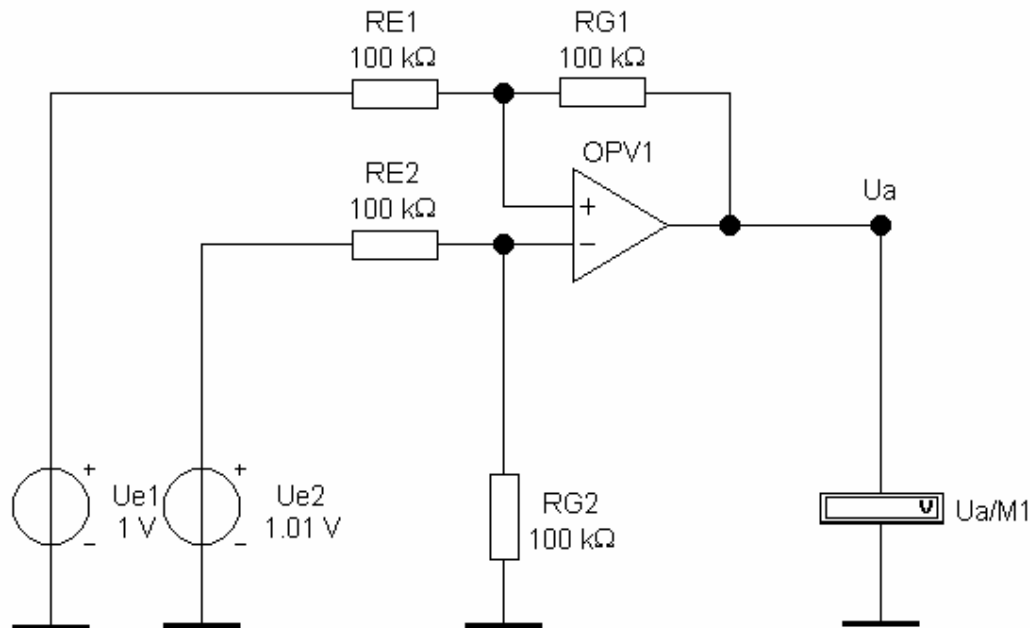 RE1
100 kΩ
RG1
100 kΩ
OPV1
+
−
RE2
100 kΩ
Ua
+
−
Ue1
1 V
+
−
Ue2
1.01 V
RG2
100 kΩ
V
Ua/M1